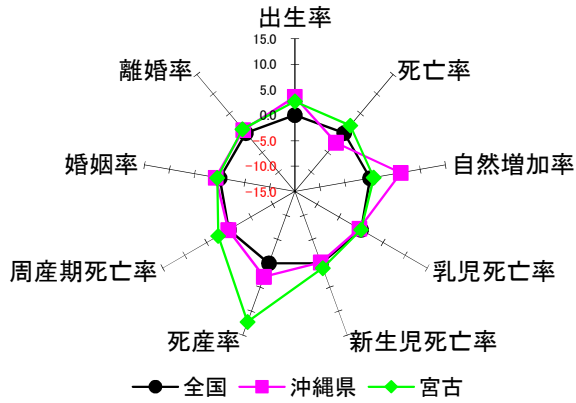 出生率
15.0
10.0
5.0
0.0
-5.0
-10.0
-15.0
死亡率
自然増加率
乳児死亡率
新生児死亡率
死産率
周産期死亡率
婚姻率
離婚率
全国
沖縄県
宮古